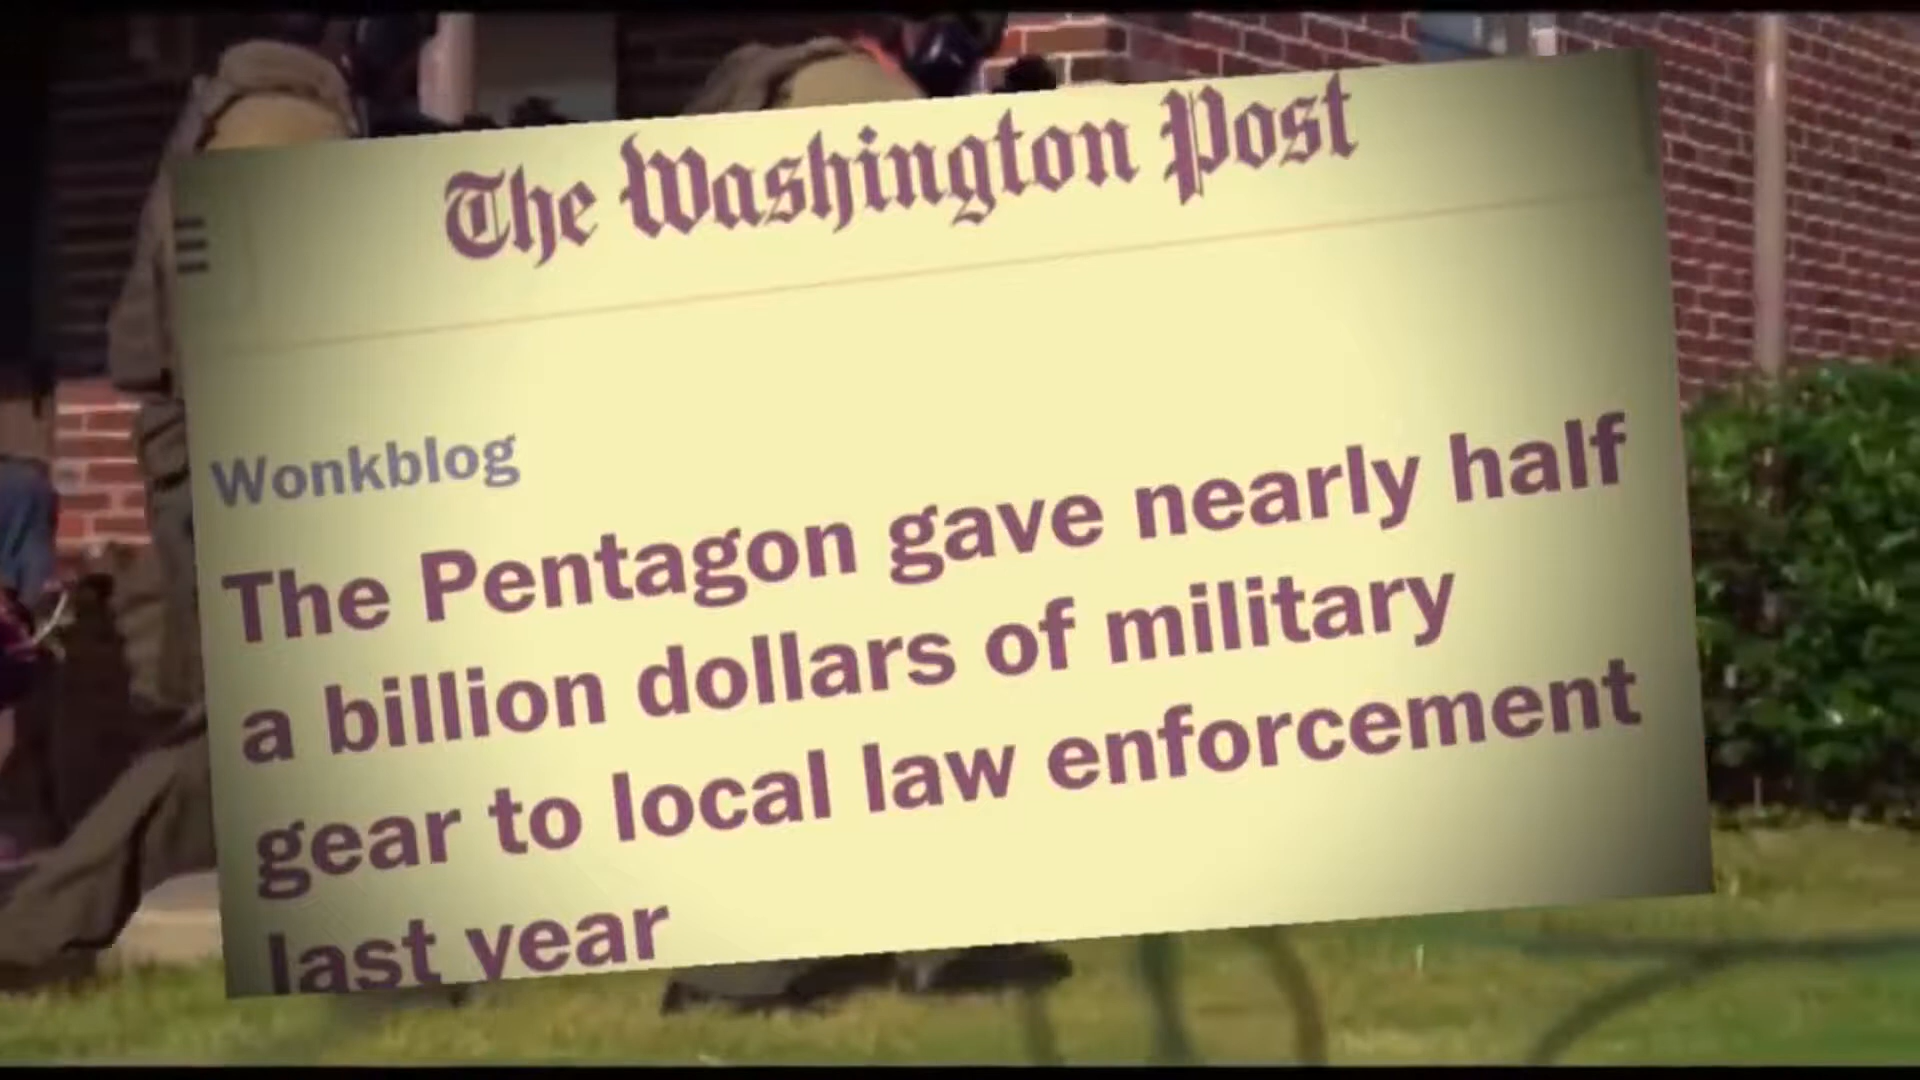 The Washington Post
Wonkblog
The Pentagon gave nearly half
a billion dollars of military
gear to local law enforcement
last year